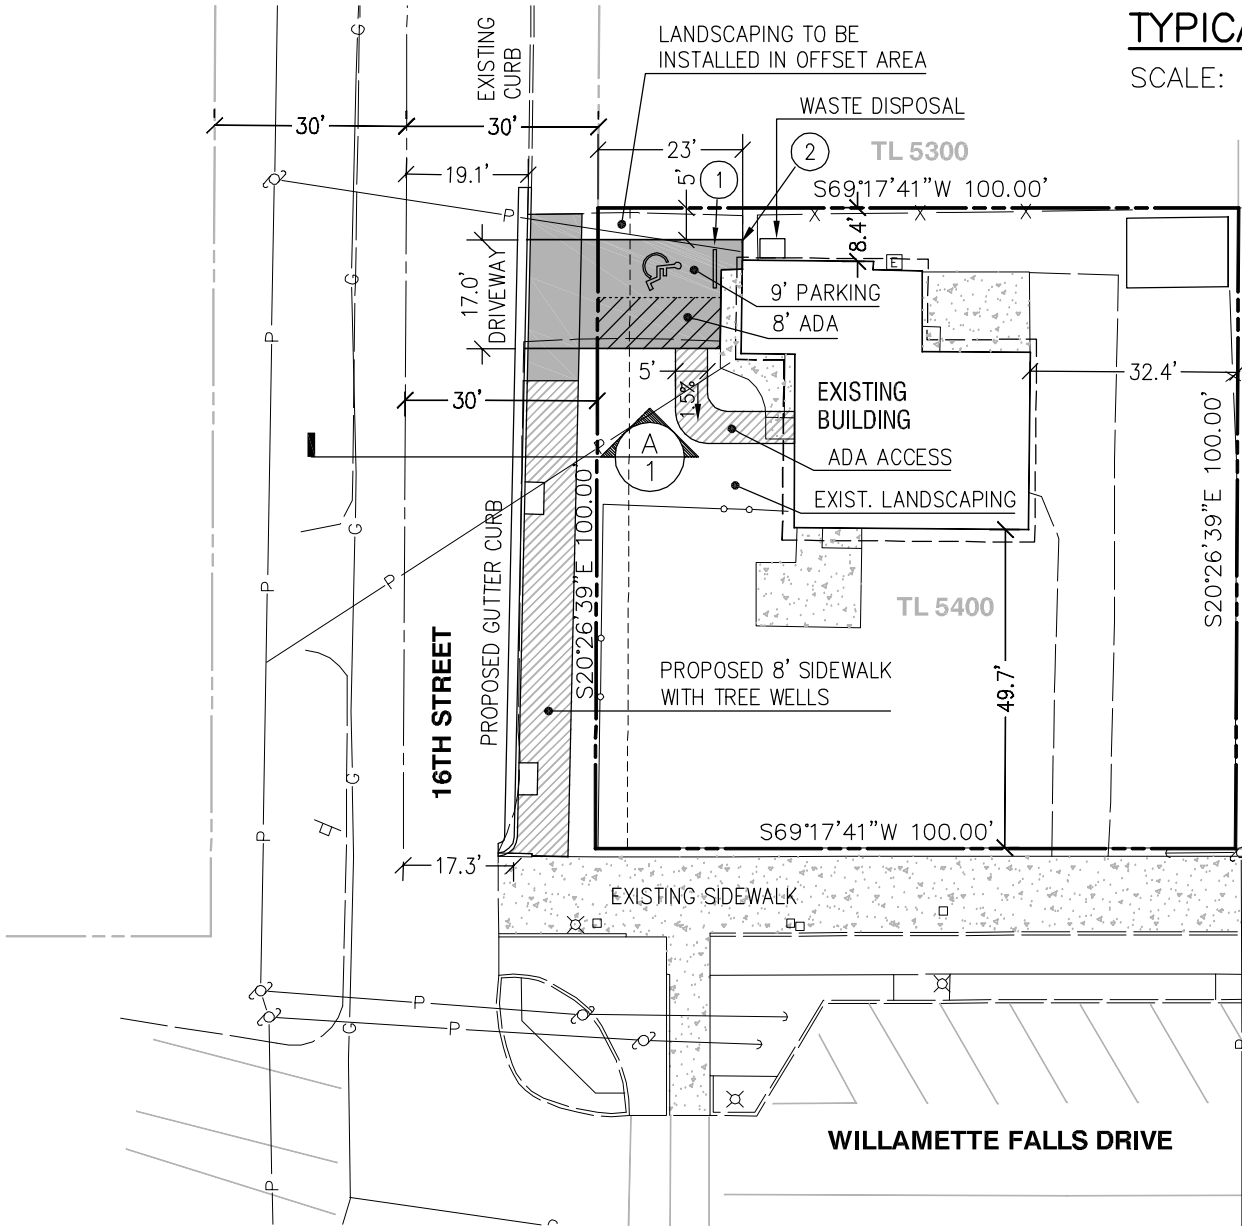 TYPICA
SCALE:
LANDSCAPING TO BE
INSTALLED IN OFFSET AREA
EXISTING
CURB
WASTE DISPOSAL
30'
30'
23'
2
TL 5300
19.1'
5'
1
S69°17'41"W 100.00'
P
G
8.4'
E
17.0'
DRIVEWAY
9' PARKING
8' ADA
G
P
5'
1.5%
32.4'
30'
EXISTING
BUILDING
A
1
P
ADA ACCESS
EXIST. LANDSCAPING
S20°26'39"E 100.00'
S20°26'39"E 100.00'
G
P
P
TL 5400
PROPOSED GUTTER CURB
16TH STREET
PROPOSED 8' SIDEWALK
WITH TREE WELLS
49.7'
G
P
S69°17'41"W 100.00'
17.3'
EXISTING SIDEWALK
P
P
G
P
WILLAMETTE FALLS DRIVE
P
G